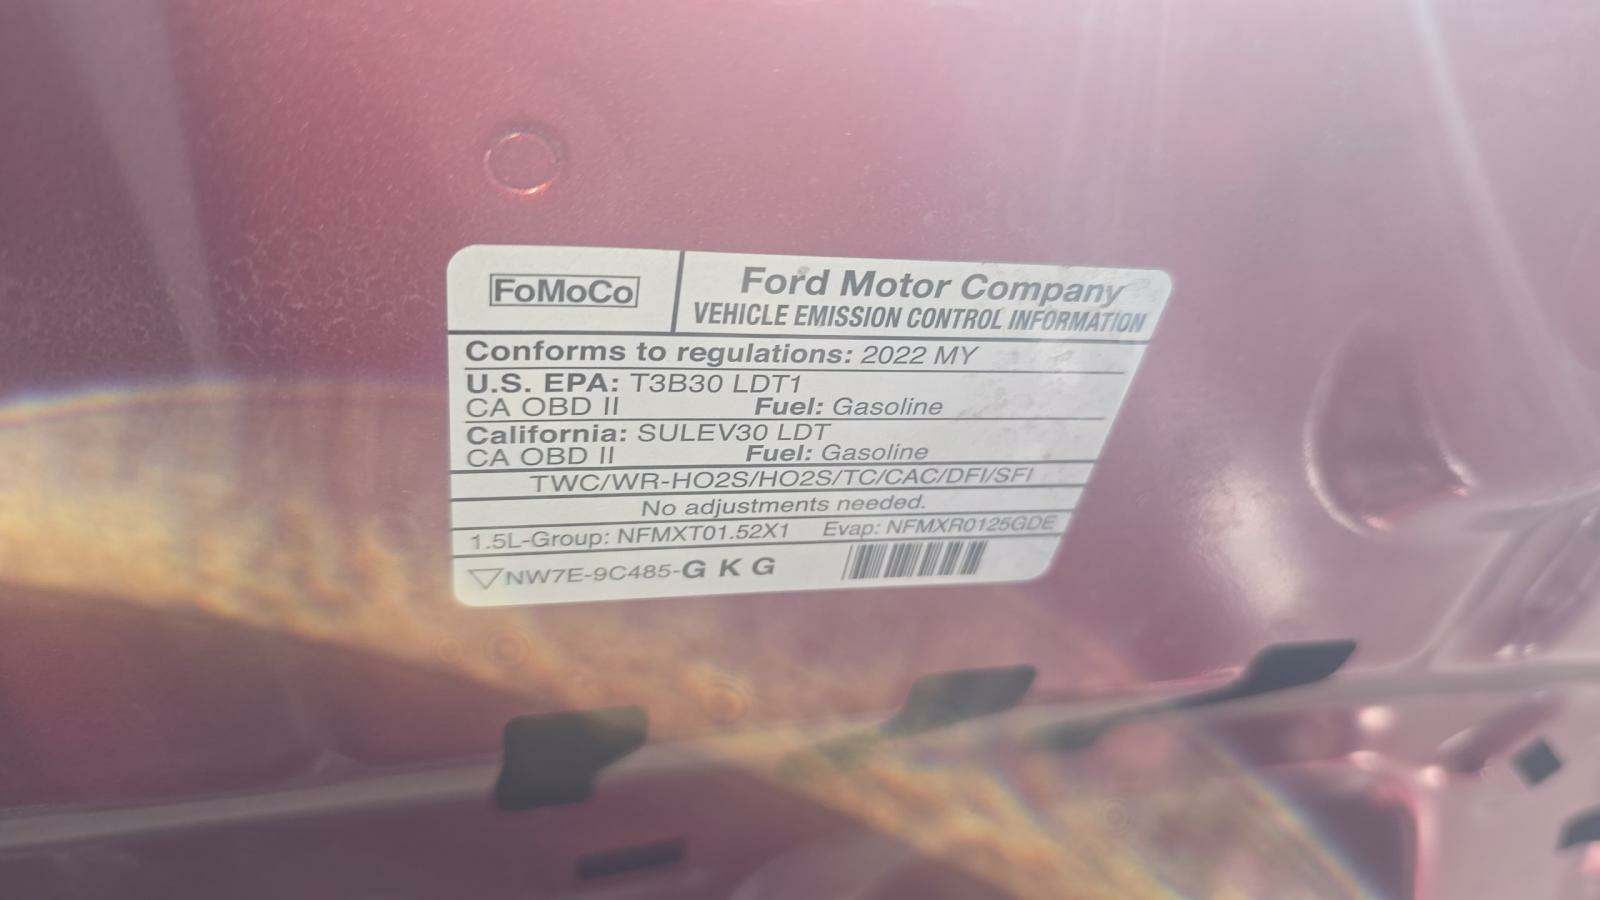 FoMoCo
Ford Motor Company
VEHICLE EMISSION CONTROL INFORMATION
Conforms to regulations: 2022 MY
U.S. EPA: T3B30 LDT1
CA OBD II Fuel: Gasoline
California: SULEV30 LDT
CA OBD II Fuel: Gasoline
TWC/WR-HO2S/HO2S/TC/CAC/DFI/SFI
No adjustments needed.
1.5L-Group: NFMXT01.52X1 Evap: NFMXR0125GDE
NW7E-9C485-G K G